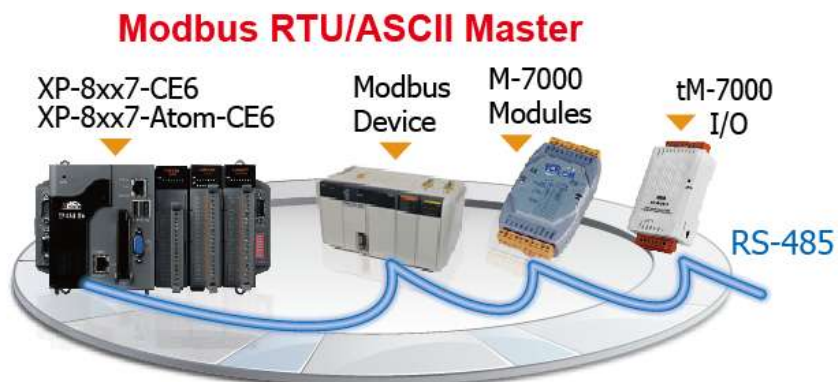 Modbus RTU/ASCII Master
XP-8xx7-CE6
XP-8xx7-Atom-CE6
Modbus
Device
M-7000
Modules
tM-7000
I/O
RS-485